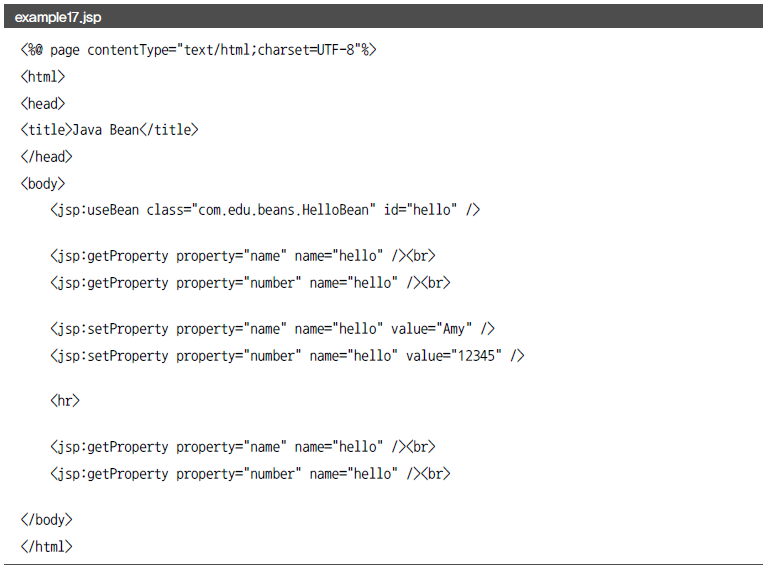 example17.jsp
<%@ page contentType="text/html;charset=UTF-8"%>
<html>
<head>
<title>Java Bean</title>
</head>
<body>
<jsp:useBean class="com.edu.beans.HelloBean" id="hello" />
<jsp:getProperty property="name" name="hello" /><br>
<jsp:getProperty property="number" name="hello" /><br>
<jsp:setProperty property="name" name="hello" value="Amy" />
<jsp:setProperty property="number" name="hello" value="12345" />
<hr>
<jsp:getProperty property="name" name="hello" /><br>
<jsp:getProperty property="number" name="hello" /><br>
</body>
</html>